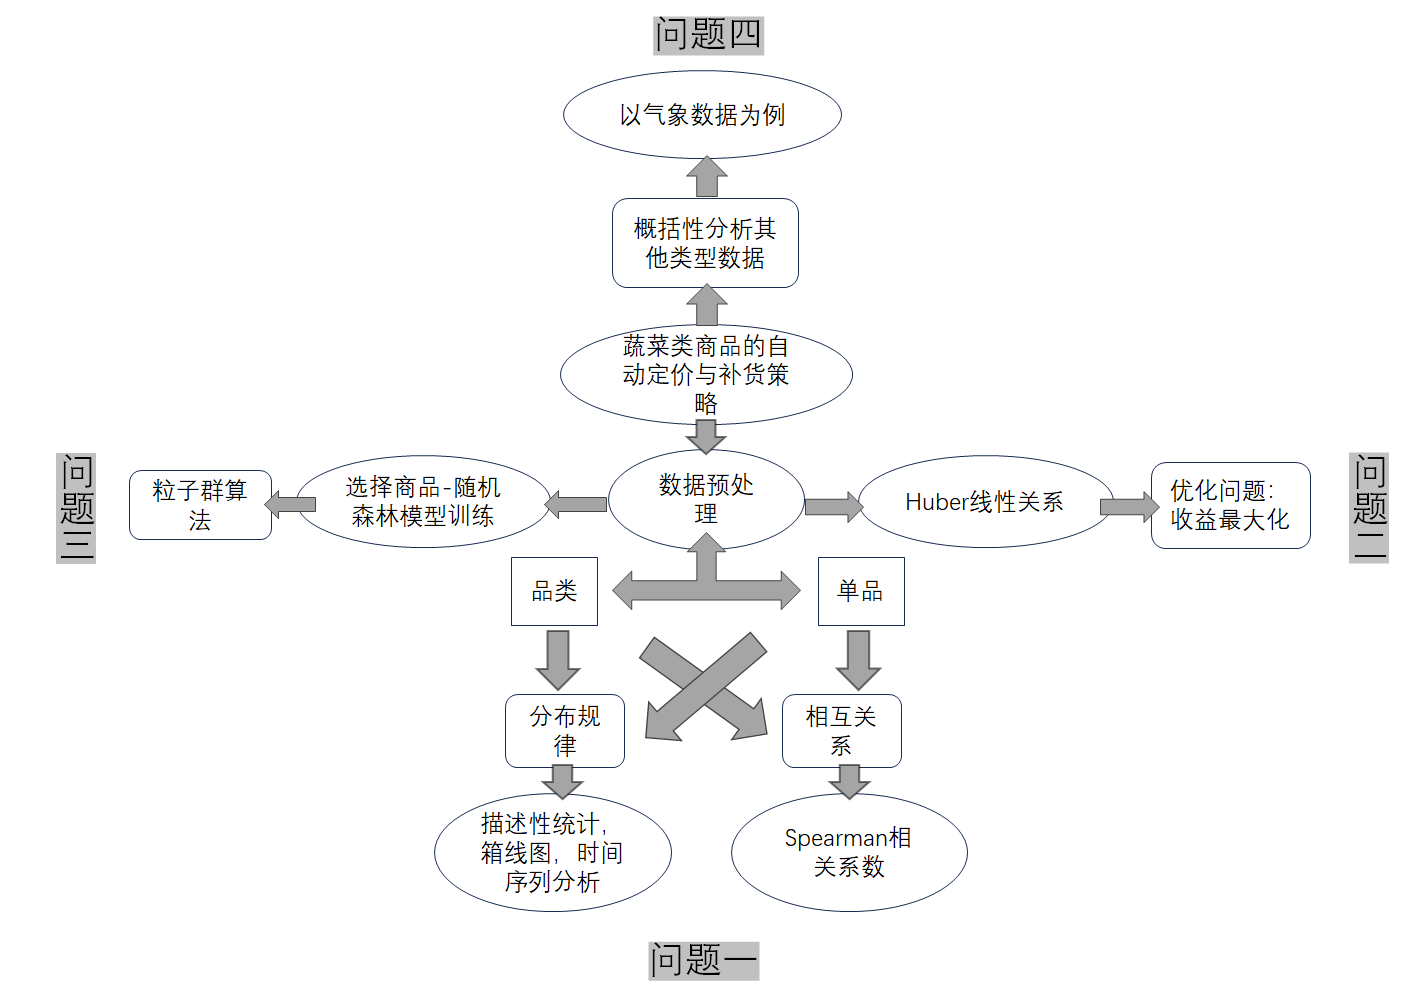 问题四
以气象数据为例
概括性分析其
他类型数据
蔬菜类商品的自
动定价与补货策
略
问题三
粒子群算
法
选择商品-随机
森林模型训练
数据预处
理
Huber线性关系
优化问题：
收益最大化
问题二
品类
单品
分布规
律
相互关
系
描述性统计，
箱线图，时间
序列分析
Spearman相
关系数
问题一